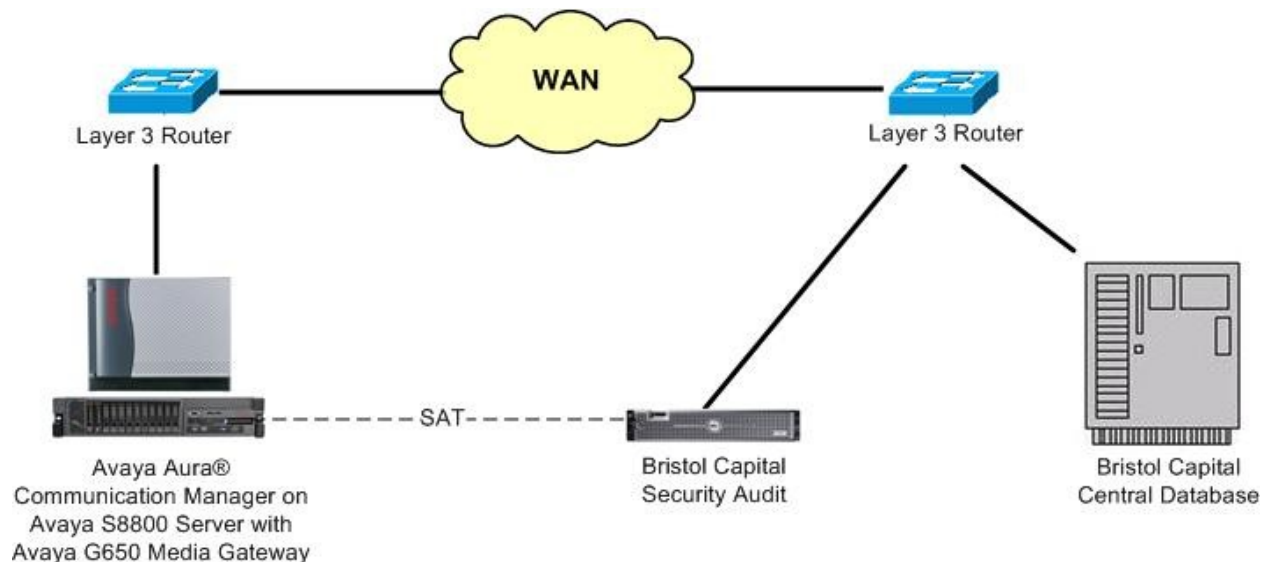 WAN
Layer 3 Router
Layer 3 Router
SAT
Avaya Aura®
Communication Manager on
Avaya S8800 Server with
Avaya G650 Media Gateway
Bristol Capital
Security Audit
Bristol Capital
Central Database